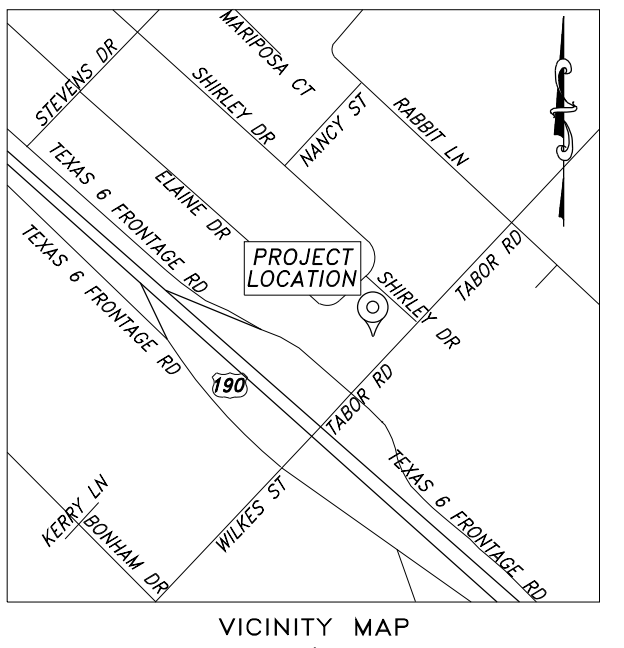 MARIPOSA CT
STEVENS DR
SHIRLEY DR
NANCY ST
RABBIT LN
TEXAS 6 FRONTAGE RD
ELAINE DR
TEXAS 6 FRONTAGE RD
PROJECT
LOCATION
TABOR RD
SHIRLEY DR
190
TABOR RD
TEXAS 6 FRONTAGE RD
WILKES ST
KERRY LN
BONHAM DR
VICINITY MAP